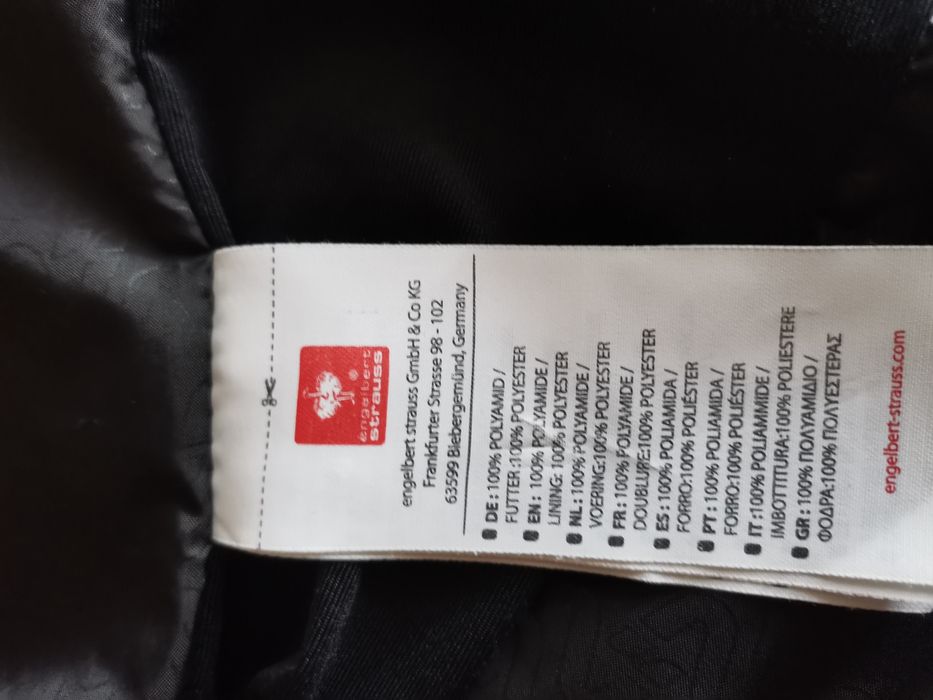 engelbert
strauss
engelbert strauss GmbH & Co KG
Frankfurter Strasse 98 - 102
63599 Biebergemünd, Germany
DE : 100% POLYAMID /
FUTTER :100% POLYESTER
EN : 100% POLYAMIDE /
LINING: 100% POLYESTER
NL : 100% POLYAMIDE /
VOERING:100% POLYESTER
FR : 100% POLYAMIDE /
DOUBLURE:100% POLYESTER
ES : 100% POLIAMIDA /
FORRO:100% POLIÉSTER
PT : 100% POLIAMIDA /
FORRO:100% POLIÉSTER
IT :100% POLIAMMIDE /
IMBOTTITURA:100% POLIESTERE
GR : 100% ΠΟΛΥΑΜΙΔΙΟ /
ΦΟΔΡΑ:100% ΠΟΛΥΕΣΤΕΡΑΣ
engelbert-strauss.com